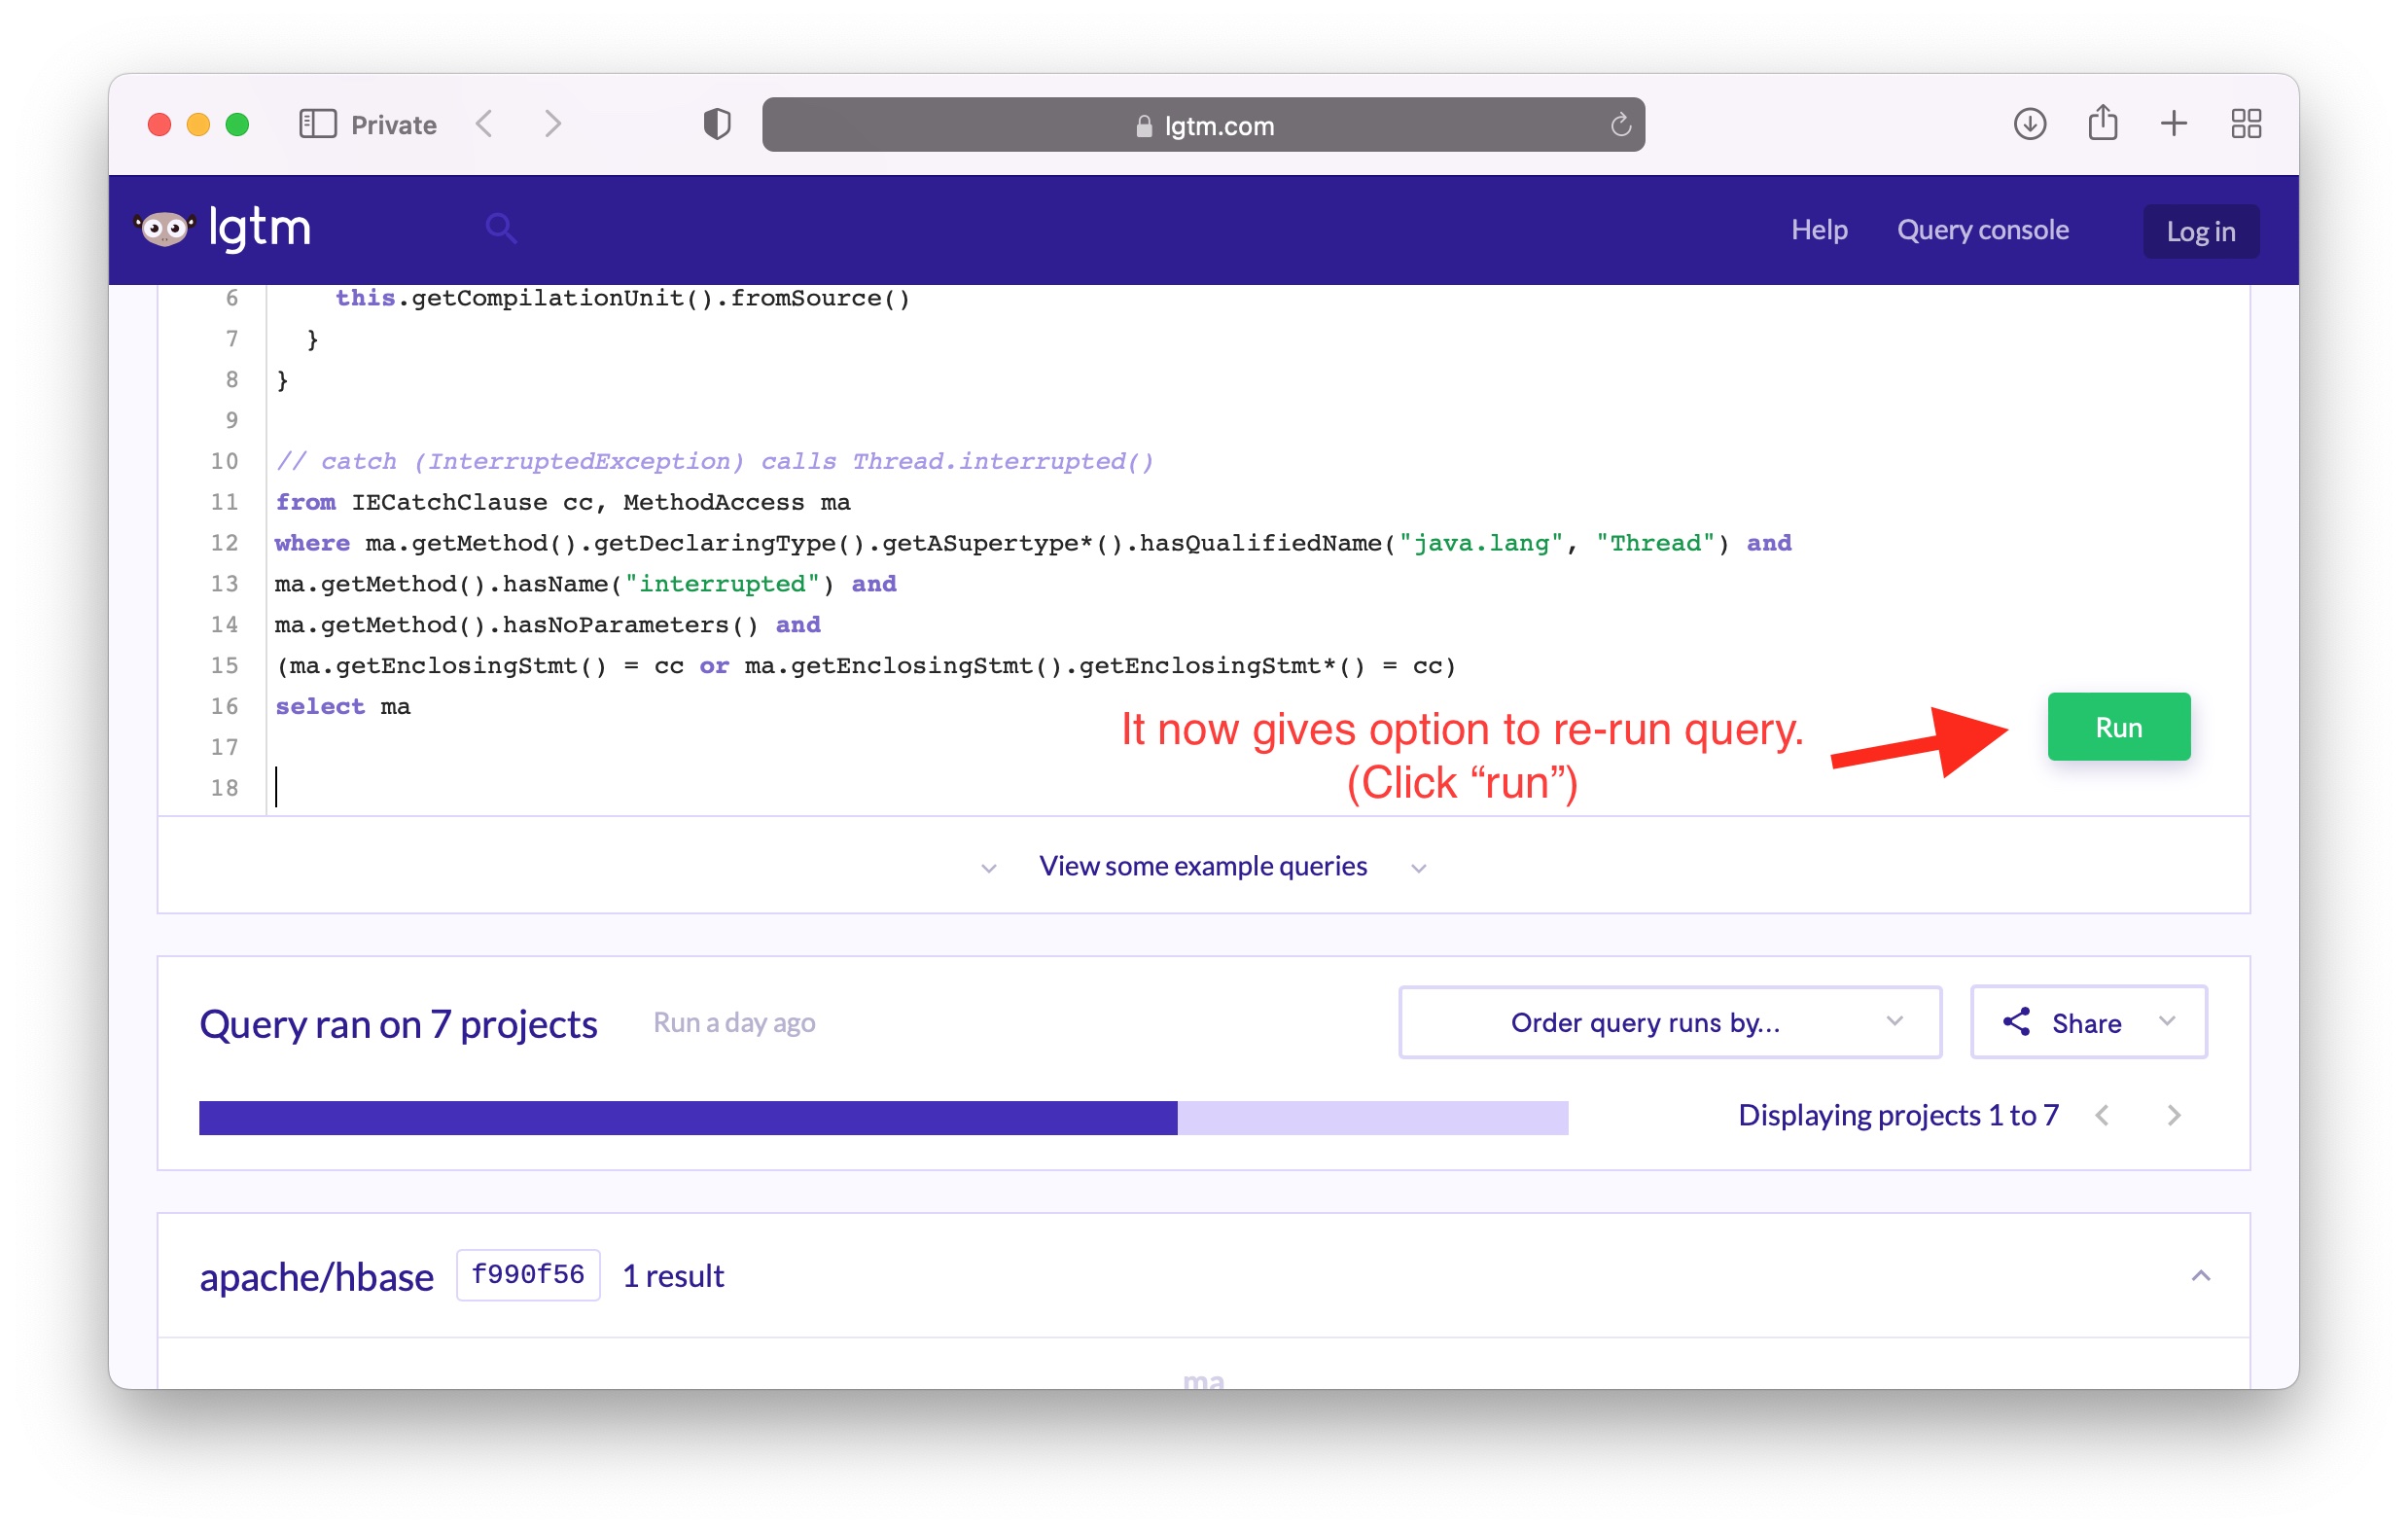 Private
lgtm.com
lgtm
Help
Query console
Log in
6 this.getCompilationUnit().fromSource()
7 }
8 }
9
10 // catch (InterruptedException) calls Thread.interrupted()
11 from IECatchClause cc, MethodAccess ma
12 where ma.getMethod().getDeclaringType().getASupertype*().hasQualifiedName("java.lang", "Thread") and
13 ma.getMethod().hasName("interrupted") and
14 ma.getMethod().hasNoParameters() and
15 (ma.getEnclosingStmt() = cc or ma.getEnclosingStmt().getEnclosingStmt*() = cc)
16 select ma
17
18
It now gives option to re-run query.
(Click “run”)
Run
View some example queries
Query ran on 7 projects
Run a day ago
Order query runs by...
Share
Displaying projects 1 to 7
apache/hbase f990f56 1 result
ma